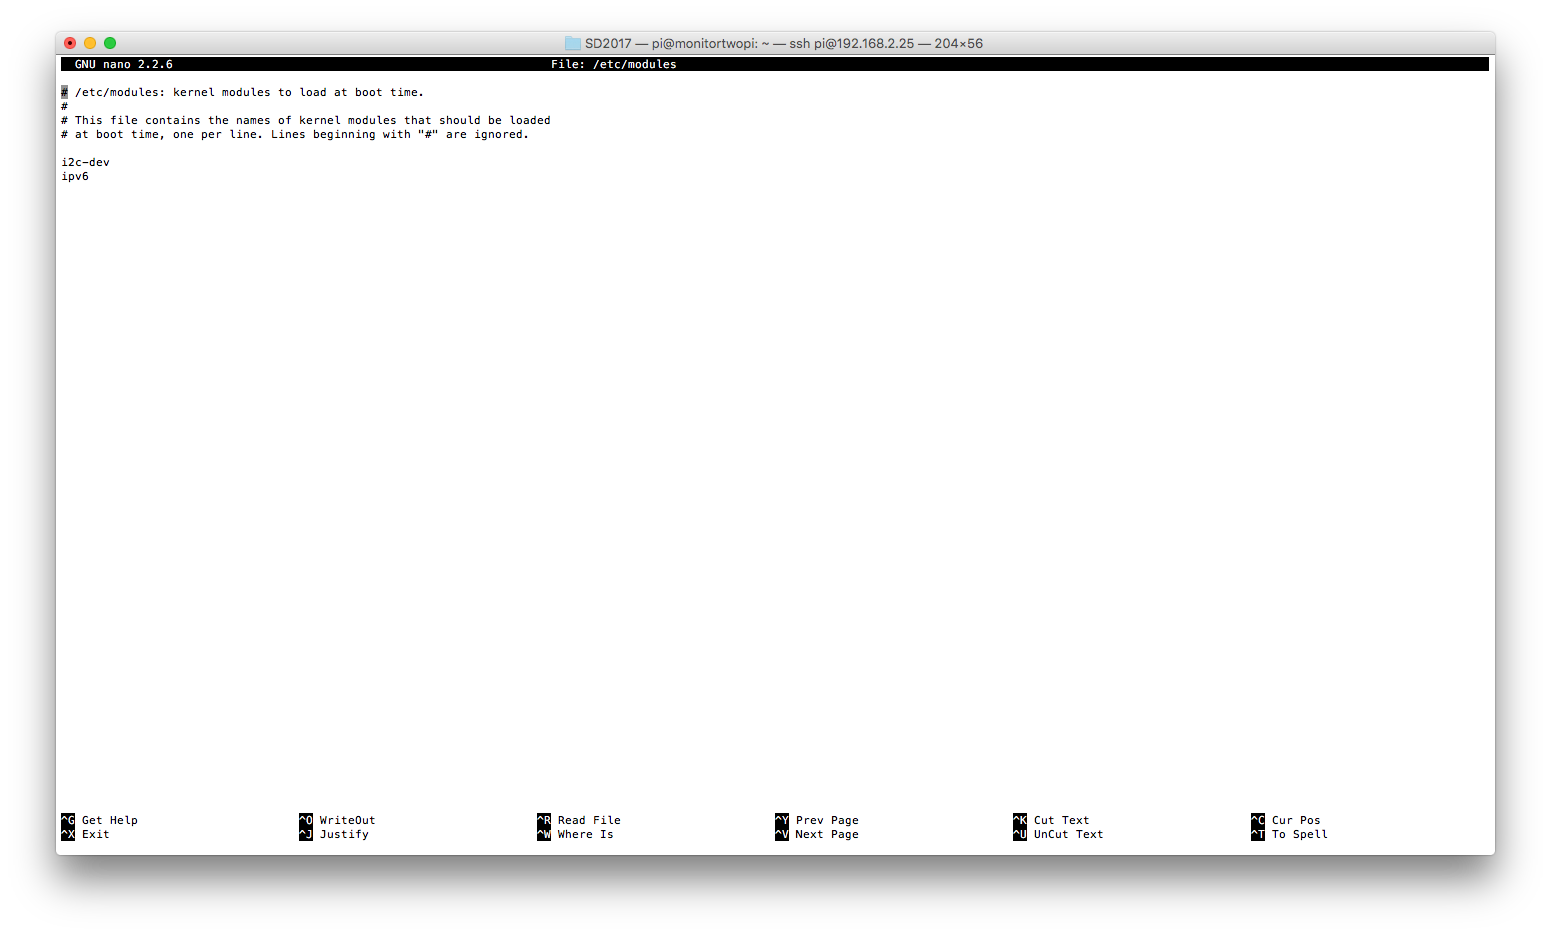 SD2017 — pi@monitortwopi: ~ — ssh pi@192.168.2.25 — 204×56
GNU nano 2.2.6 File: /etc/modules
# /etc/modules: kernel modules to load at boot time.
#
# This file contains the names of kernel modules that should be loaded
# at boot time, one per line. Lines beginning with "#" are ignored.
i2c-dev
ipv6
^G Get Help ^O WriteOut ^R Read File ^Y Prev Page ^K Cut Text ^C Cur Pos
^X Exit ^J Justify ^W Where Is ^V Next Page ^U UnCut Text ^T To Spell